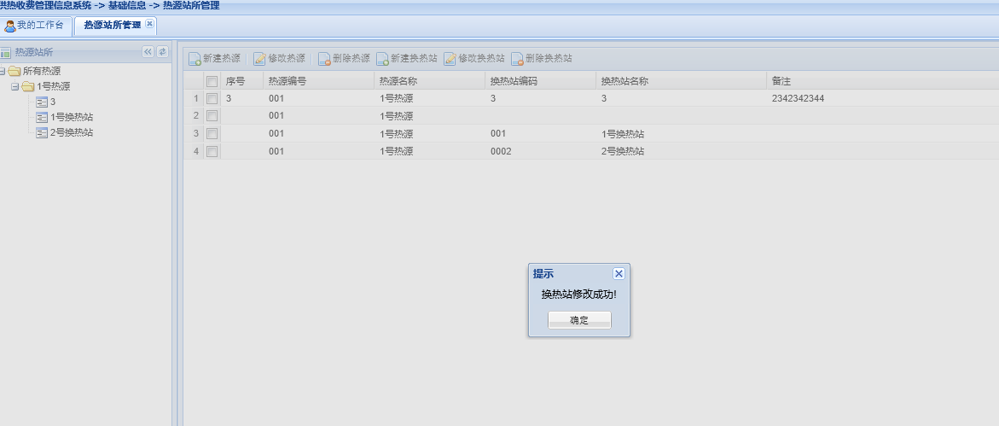 供热收费管理信息系统 -> 基础信息 -> 热源站所管理
我的工作台 热源站所管理
热源站所
新建热源 修改热源 删除热源 新建换热站 修改换热站 删除换热站
所有热源
1号热源
3
1号换热站
2号换热站
序号 热源编号 热源名称 换热站编码 换热站名称 备注
1 3 001 1号热源 3 3 2342342344
2 001 1号热源
3 001 1号热源 001 1号换热站
4 001 1号热源 0002 2号换热站
提示
换热站修改成功!
确定